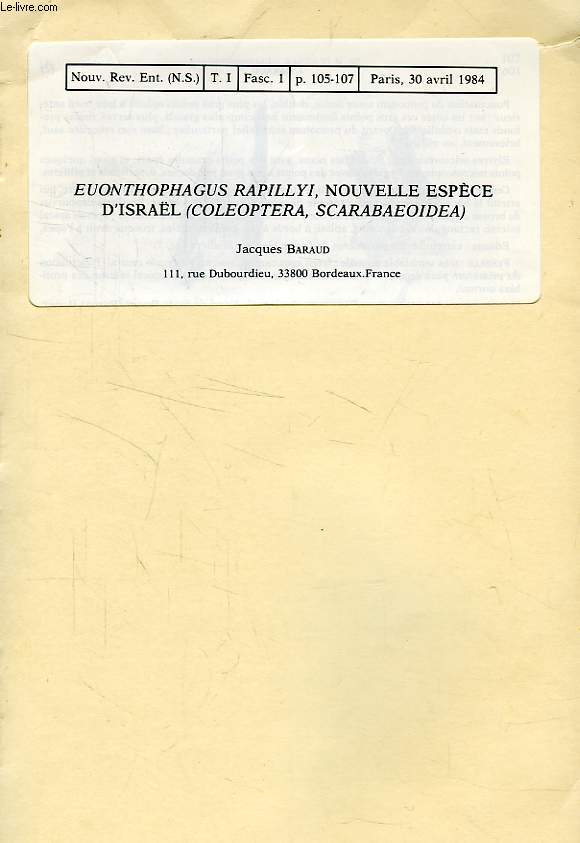 Le-livre.com
Nouv. Rev. Ent. (N.S.) T. I Fasc. 1 p. 105-107 Paris, 30 avril 1984
EUONTHOPHAGUS RAPILLYI, NOUVELLE ESPÈCE
D'ISRAËL (COLEOPTERA, SCARABAEOIDEA)
Jacques BARAUD
111, rue Dubourdieu, 33800 Bordeaux.France